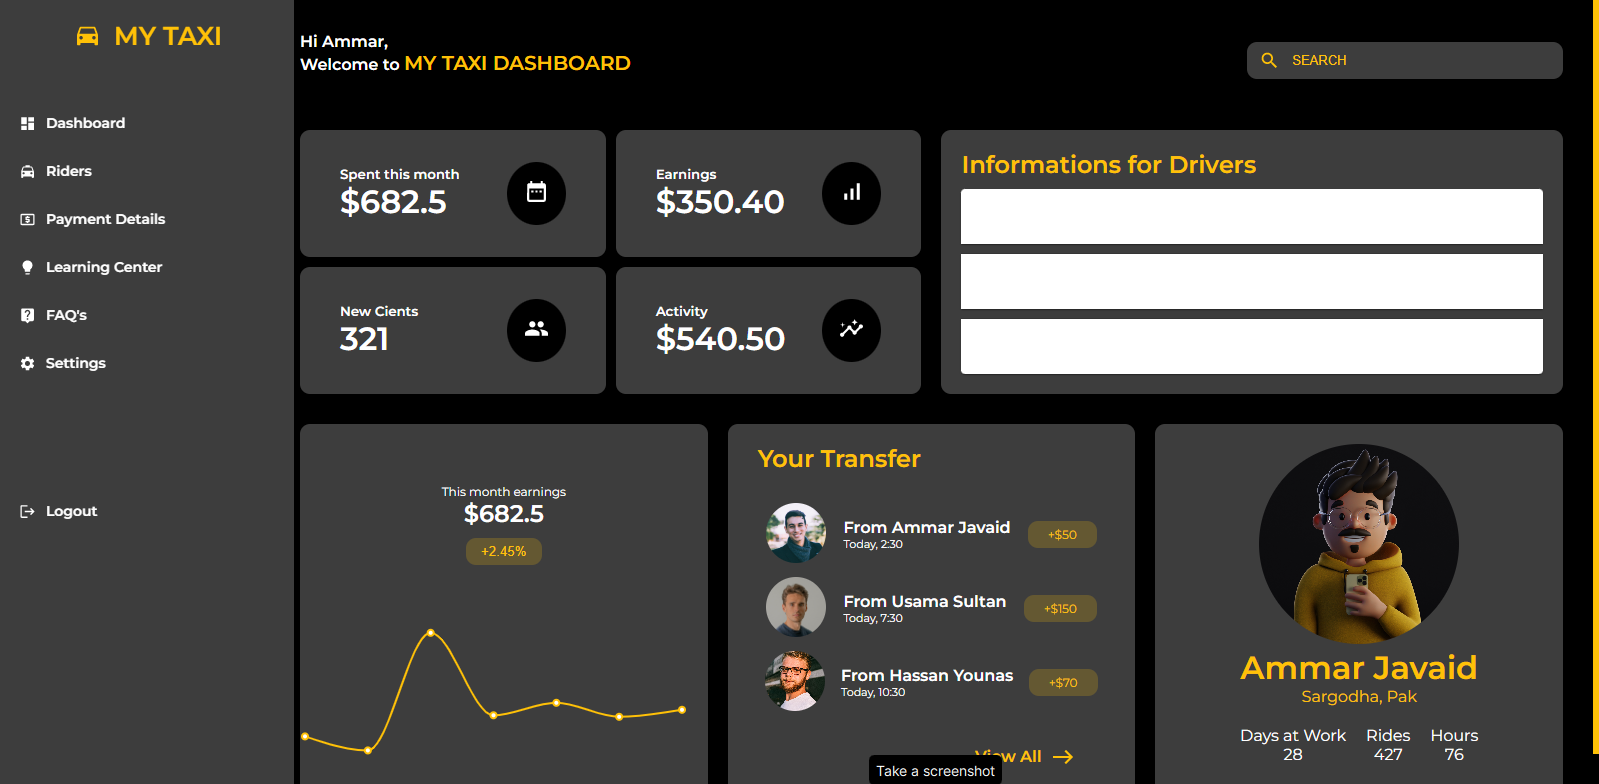 MY TAXI
Dashboard
Riders
Payment Details
Learning Center
FAQ's
Settings
Logout
Hi Ammar,
Welcome to MY TAXI DASHBOARD
SEARCH
Spent this month
$682.5
Earnings
$350.40
New Cients
321
Activity
$540.50
Informations for Drivers
This month earnings
$682.5
+2.45%
Your Transfer
From Ammar Javaid
Today, 2:30
+$50
From Usama Sultan
Today, 7:30
+$150
From Hassan Younas
Today, 10:30
+$70
View All
Take a screenshot
Ammar Javaid
Sargodha, Pak
Days at Work Rides Hours
28 427 76